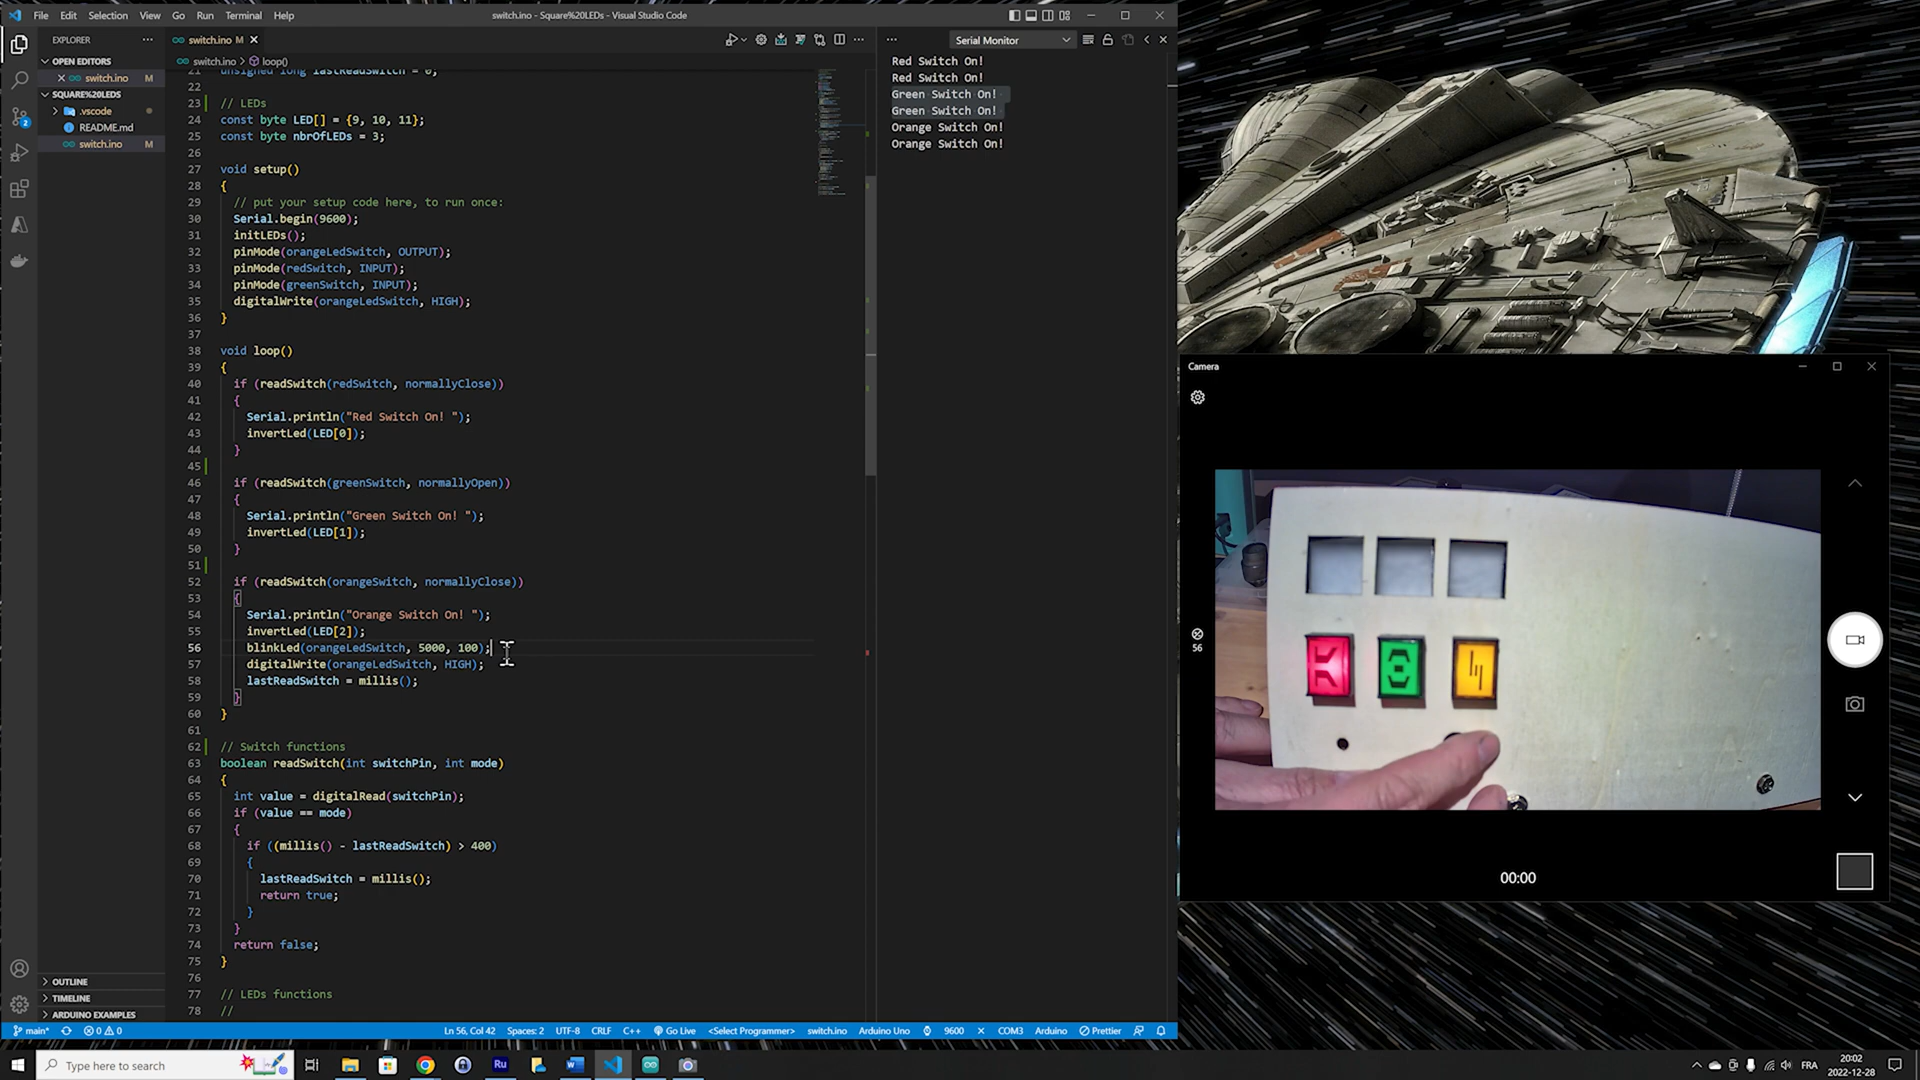 File Edit Selection View Go Run Terminal Help
switch.ino - Square%20LEDs - Visual Studio Code
EXPLORER
OPEN EDITORS
switch.ino M
SQUARE%20LEDS
.vscode
README.md
switch.ino M
OUTLINE
TIMELINE
ARDUINO EXAMPLES
switch.ino M
switch.ino > loop()
21 unsigned long lastReadSwitch = 0;
22
23 // LEDs
24 const byte LED[] = {9, 10, 11};
25 const byte nbrOfLEDs = 3;
26
27 void setup()
28 {
29 // put your setup code here, to run once:
30 Serial.begin(9600);
31 initLEDs();
32 pinMode(orangeLedSwitch, OUTPUT);
33 pinMode(redSwitch, INPUT);
34 pinMode(greenSwitch, INPUT);
35 digitalWrite(orangeLedSwitch, HIGH);
36 }
37
38 void loop()
39 {
40 if (readSwitch(redSwitch, normallyClose))
41 {
42 Serial.println("Red Switch On! ");
43 invertLed(LED[0]);
44 }
45
46 if (readSwitch(greenSwitch, normallyOpen))
47 {
48 Serial.println("Green Switch On! ");
49 invertLed(LED[1]);
50 }
51
52 if (readSwitch(orangeSwitch, normallyClose))
53 {
54 Serial.println("Orange Switch On! ");
55 invertLed(LED[2]);
56 blinkLed(orangeLedSwitch, 5000, 100);
57 digitalWrite(orangeLedSwitch, HIGH);
58 lastReadSwitch = millis();
59 }
60 }
61
62 // Switch functions
63 boolean readSwitch(int switchPin, int mode)
64 {
65 int value = digitalRead(switchPin);
66 if (value == mode)
67 {
68 if ((millis() - lastReadSwitch) > 400)
69 {
70 lastReadSwitch = millis();
71 return true;
72 }
73 }
74 return false;
75 }
76
77 // LEDs functions
78 //
Serial Monitor
Red Switch On!
Red Switch On!
Green Switch On!
Green Switch On!
Orange Switch On!
Orange Switch On!
Camera
56
00:00
main* 0 0 Ln 56, Col 42 Spaces: 2 UTF-8 CRLF C++ Go Live <Select Programmer> switch.ino Arduino Uno 9600 COM3 Arduino Prettier
Type here to search
Ru
FRA
20:02
2022-12-28